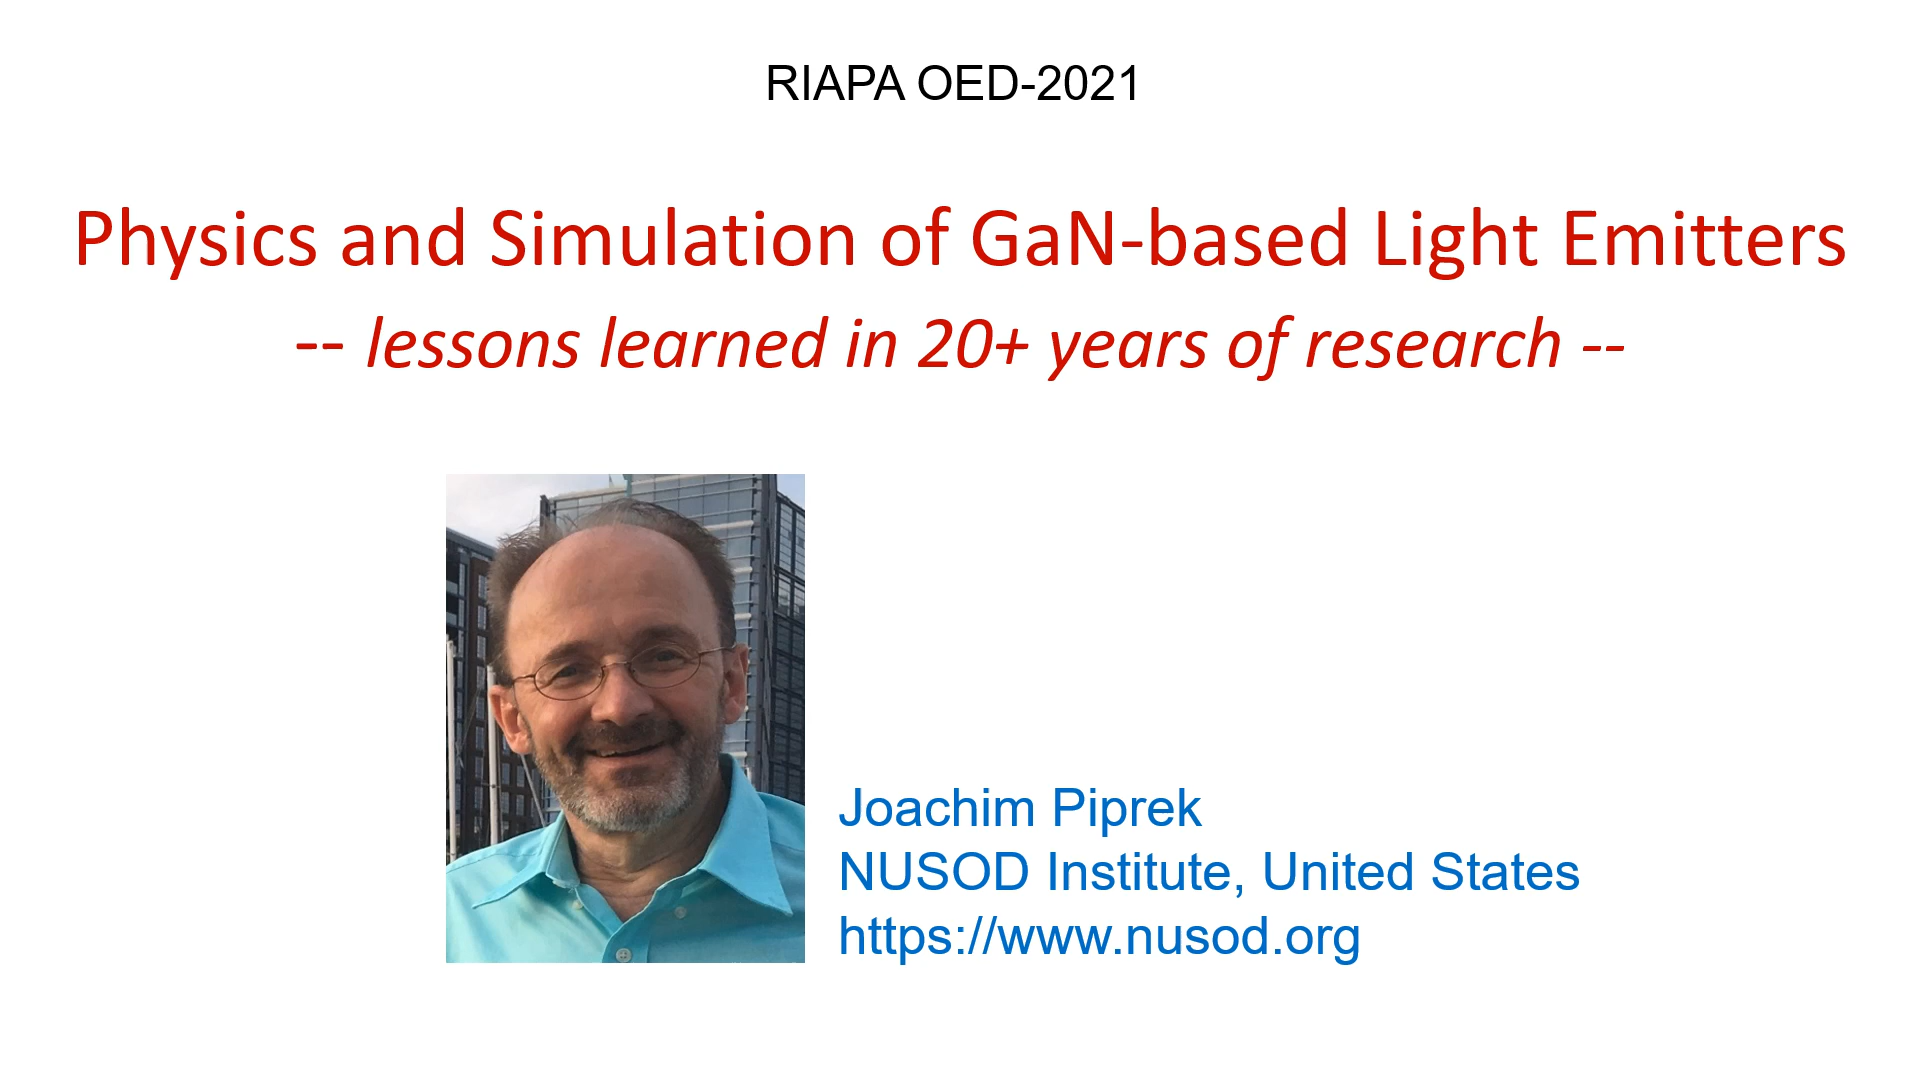 RIAPA OED-2021
Physics and Simulation of GaN-based Light Emitters
-- lessons learned in 20+ years of research --
Joachim Piprek
NUSOD Institute, United States
https://www.nusod.org